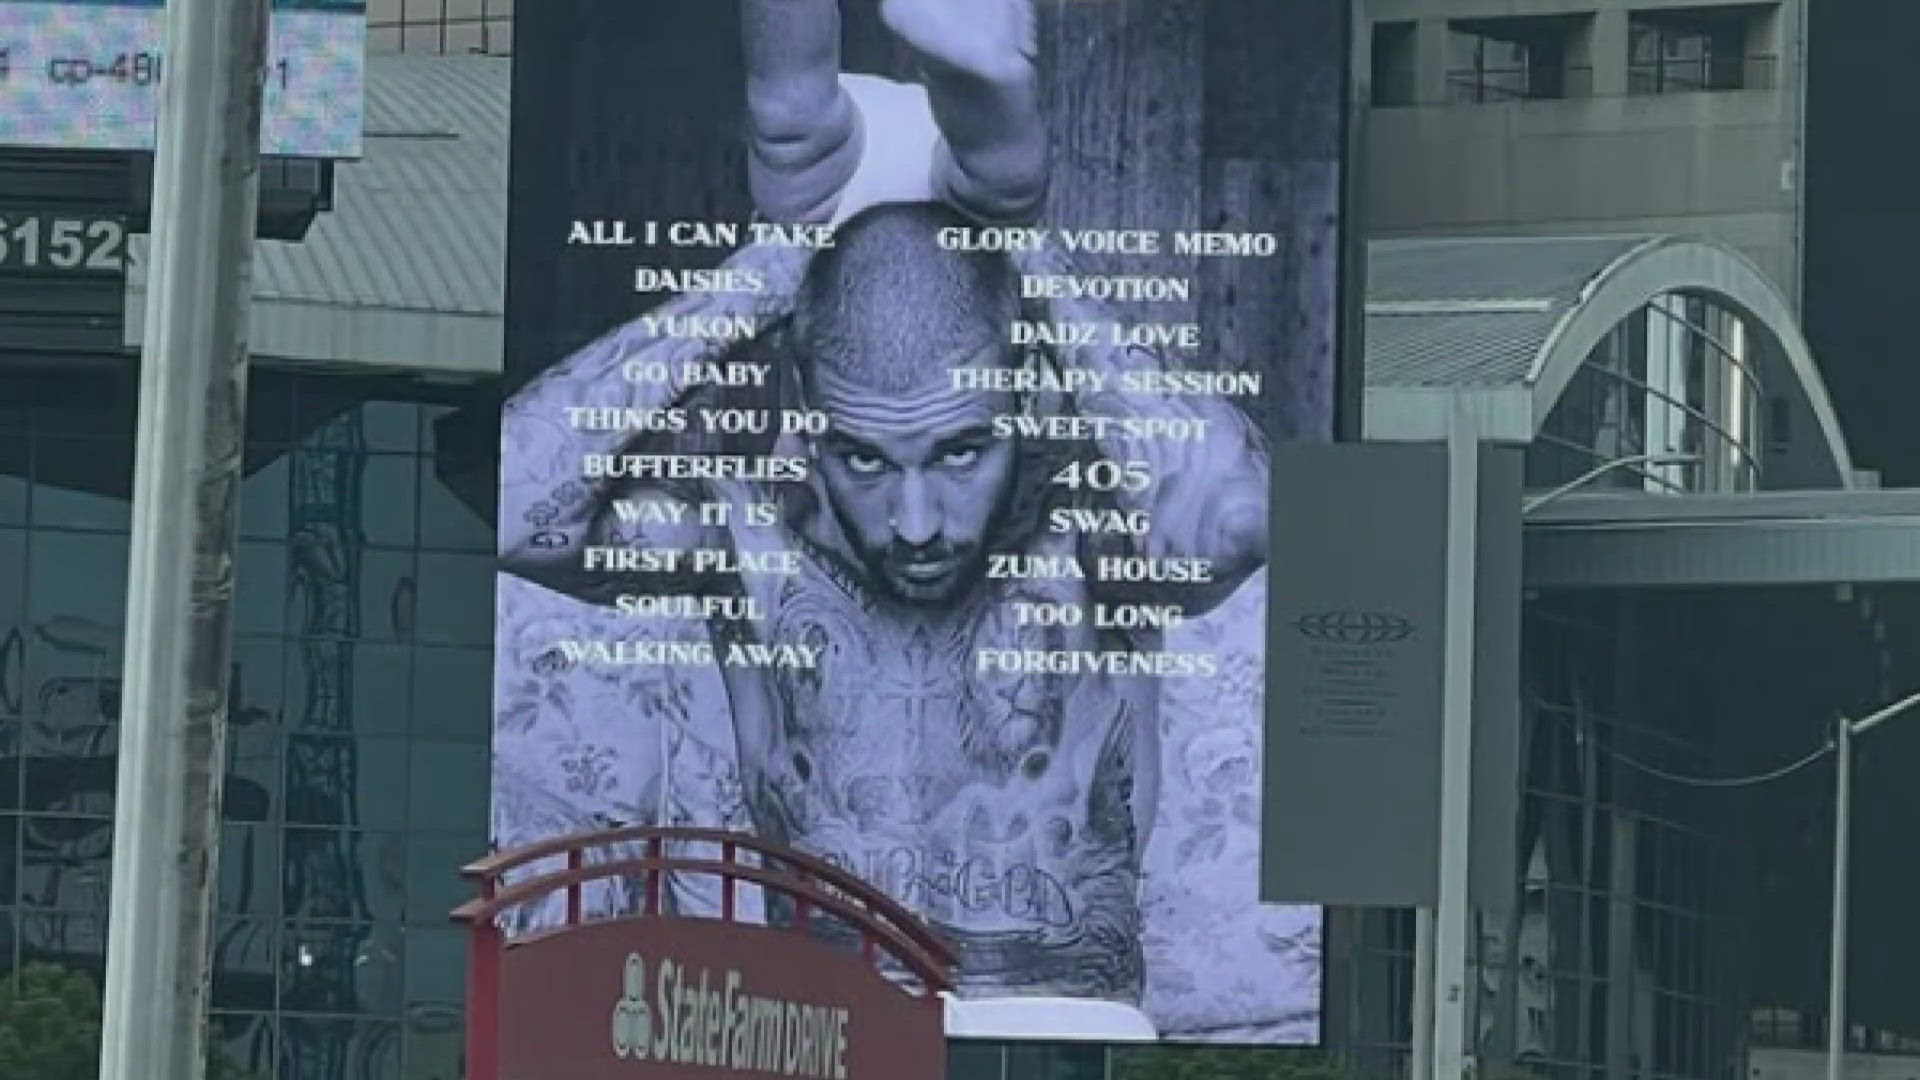 6152
ALL I CAN TAKE
DAISIES
YUKON
GO BABY
THINGS YOU DO
BUTTERFLIES
WAY IT IS
FIRST PLACE
SOULFUL
WALKING AWAY
GLORY VOICE MEMO
DEVOTION
DADZ LOVE
THERAPY SESSION
SWEET SPOT
405
SWAG
ZUMA HOUSE
TOO LONG
FORGIVENESS
StateFarm DRIVE